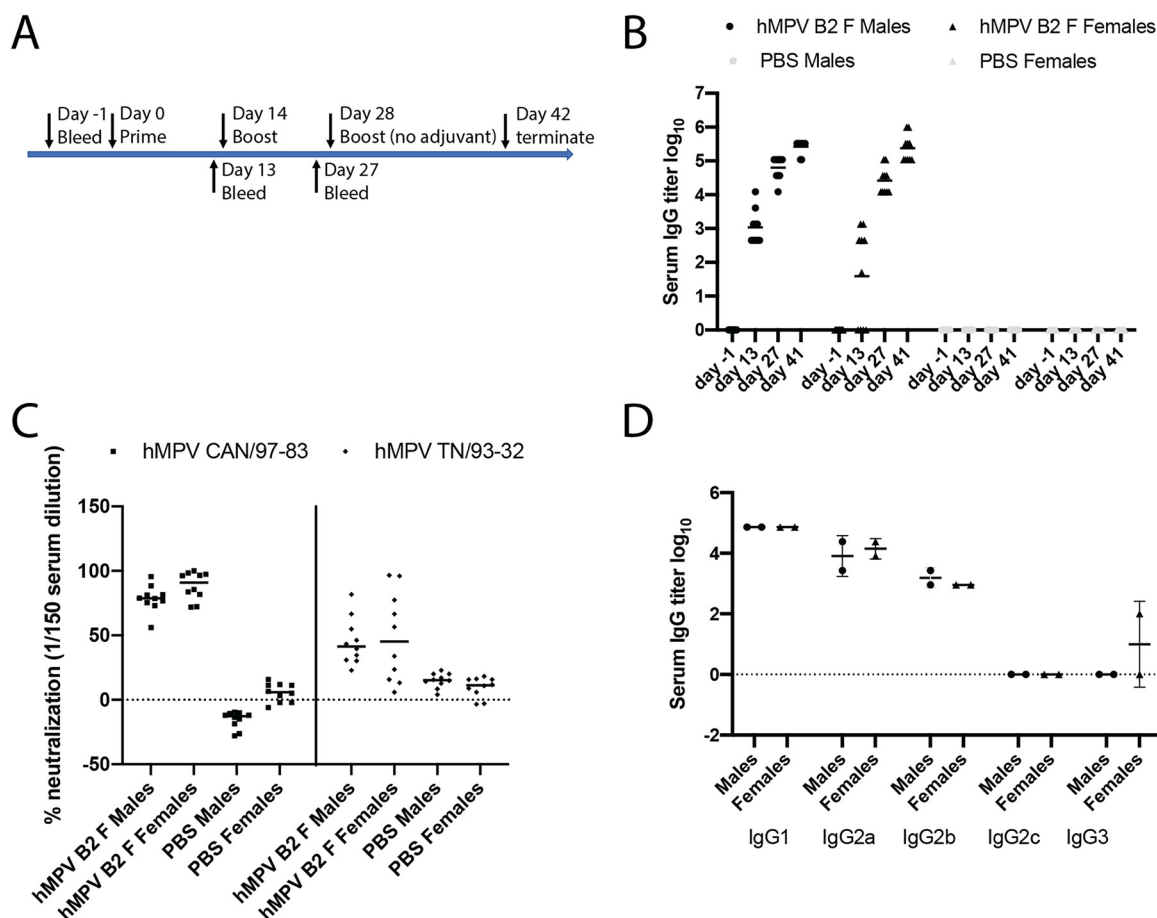 A
Day -1
Bleed
Day 0
Prime
Day 14
Boost
Day 28
Boost (no adjuvant)
Day 42
terminate
Day 13
Bleed
Day 27
Bleed
B
hMPV B2 F Males
hMPV B2 F Females
PBS Males
PBS Females
Serum IgG titer log10
7
6
5
4
3
2
1
0
day -1
day 13
day 27
day 41
day -1
day 13
day 27
day 41
day -1
day 13
day 27
day 41
day -1
day 13
day 27
day 41
C
hMPV CAN/97-83
hMPV TN/93-32
% neutralization (1/150 serum dilution)
150
100
50
0
-50
hMPV B2 F Males
hMPV B2 F Females
PBS Males
PBS Females
hMPV B2 F Males
hMPV B2 F Females
PBS Males
PBS Females
D
Serum IgG titer log10
6
4
2
0
-2
Males
Females
Males
Females
Males
Females
Males
Females
Males
Females
IgG1
IgG2a
IgG2b
IgG2c
IgG3